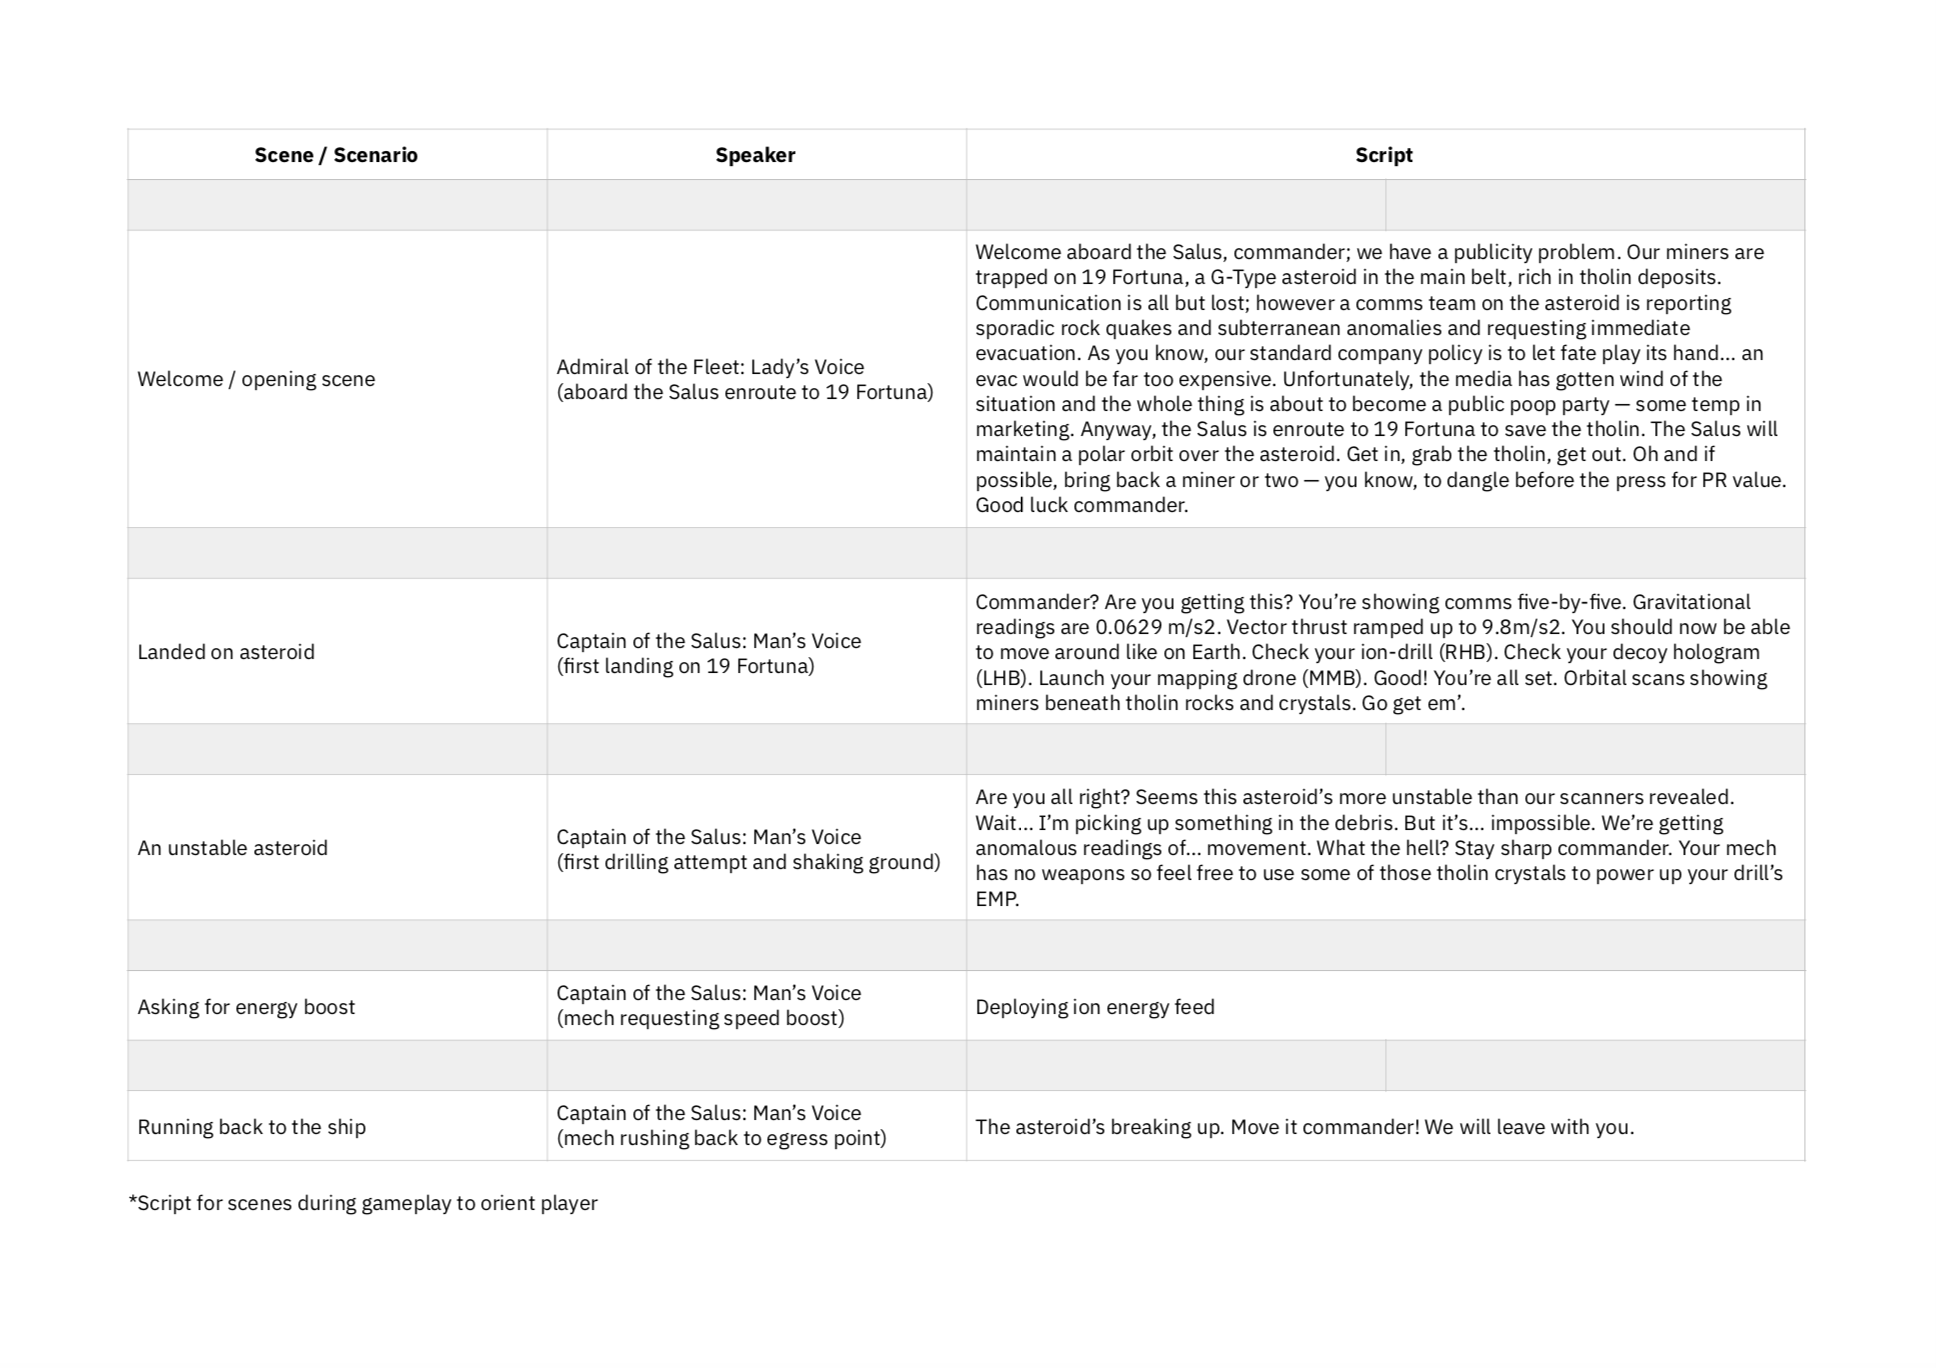 Scene / Scenario
Speaker
Script
Welcome / opening scene
Admiral of the Fleet: Lady’s Voice
(aboard the Salus enroute to 19 Fortuna)
Welcome aboard the Salus, commander; we have a publicity problem. Our miners are
trapped on 19 Fortuna, a G-Type asteroid in the main belt, rich in tholin deposits.
Communication is all but lost; however a comms team on the asteroid is reporting
sporadic rock quakes and subterranean anomalies and requesting immediate
evacuation. As you know, our standard company policy is to let fate play its hand... an
evac would be far too expensive. Unfortunately, the media has gotten wind of the
situation and the whole thing is about to become a public poop party — some temp in
marketing. Anyway, the Salus is enroute to 19 Fortuna to save the tholin. The Salus will
maintain a polar orbit over the asteroid. Get in, grab the tholin, get out. Oh and if
possible, bring back a miner or two — you know, to dangle before the press for PR value.
Good luck commander.
Landed on asteroid
Captain of the Salus: Man’s Voice
(first landing on 19 Fortuna)
Commander? Are you getting this? You’re showing comms five-by-five. Gravitational
readings are 0.0629 m/s2. Vector thrust ramped up to 9.8m/s2. You should now be able
to move around like on Earth. Check your ion-drill (RHB). Check your decoy hologram
(LHB). Launch your mapping drone (MMB). Good! You’re all set. Orbital scans showing
miners beneath tholin rocks and crystals. Go get em’.
An unstable asteroid
Captain of the Salus: Man’s Voice
(first drilling attempt and shaking ground)
Are you all right? Seems this asteroid’s more unstable than our scanners revealed.
Wait... I’m picking up something in the debris. But it’s... impossible. We’re getting
anomalous readings of... movement. What the hell? Stay sharp commander. Your mech
has no weapons so feel free to use some of those tholin crystals to power up your drill’s
EMP.
Asking for energy boost
Captain of the Salus: Man’s Voice
(mech requesting speed boost)
Deploying ion energy feed
Running back to the ship
Captain of the Salus: Man’s Voice
(mech rushing back to egress point)
The asteroid’s breaking up. Move it commander! We will leave with you.
*Script for scenes during gameplay to orient player